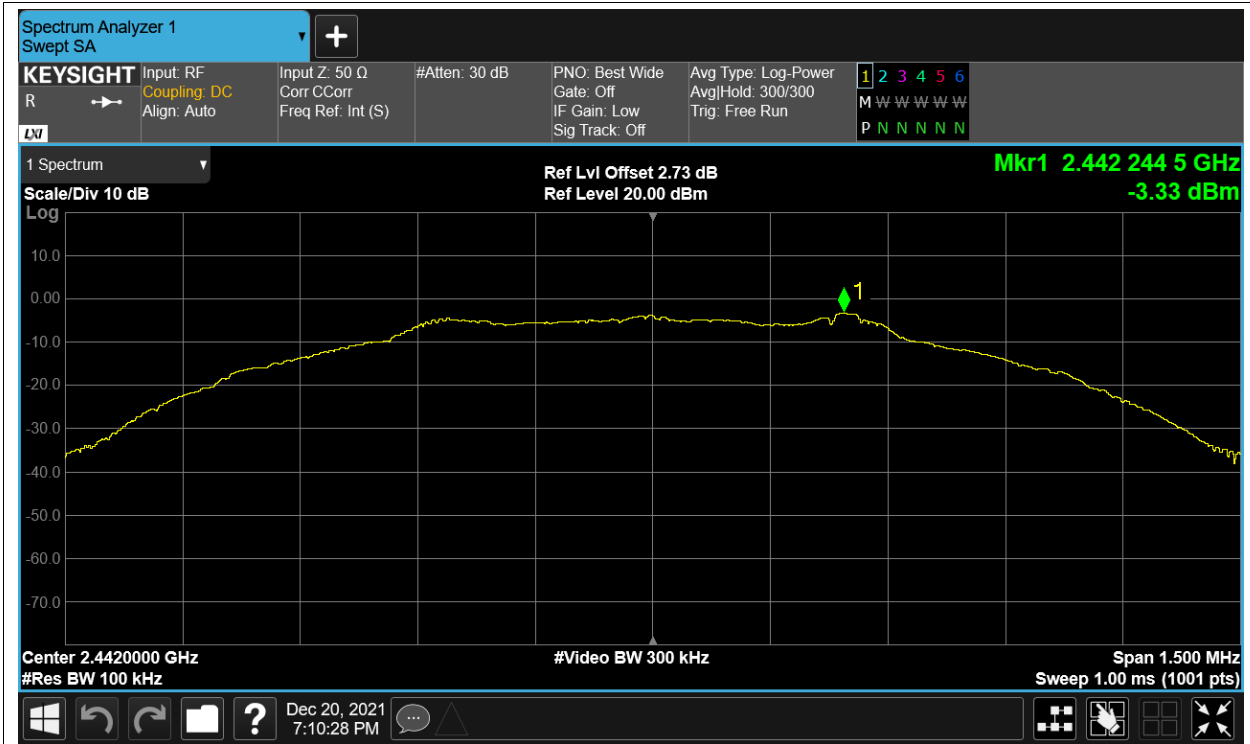 Spectrum Analyzer 1
Swept SA
+
KEYSIGHT
R
LXI
Input: RF
Coupling: DC
Align: Auto
Input Z: 50 Ω
Corr CCorr
Freq Ref: Int (S)
#Atten: 30 dB
PNO: Best Wide
Gate: Off
IF Gain: Low
Sig Track: Off
Avg Type: Log-Power
Avg|Hold: 300/300
Trig: Free Run
1 2 3 4 5 6
M W W W W W
P N N N N N
1 Spectrum
Scale/Div 10 dB
Log
Ref Lvl Offset 2.73 dB
Ref Level 20.00 dBm
Mkr1 2.442 244 5 GHz
-3.33 dBm
10.0
0.00
1
-10.0
-20.0
-30.0
-40.0
-50.0
-60.0
-70.0
Center 2.4420000 GHz
#Res BW 100 kHz
#Video BW 300 kHz
Span 1.500 MHz
Sweep 1.00 ms (1001 pts)
?
Dec 20, 2021
7:10:28 PM